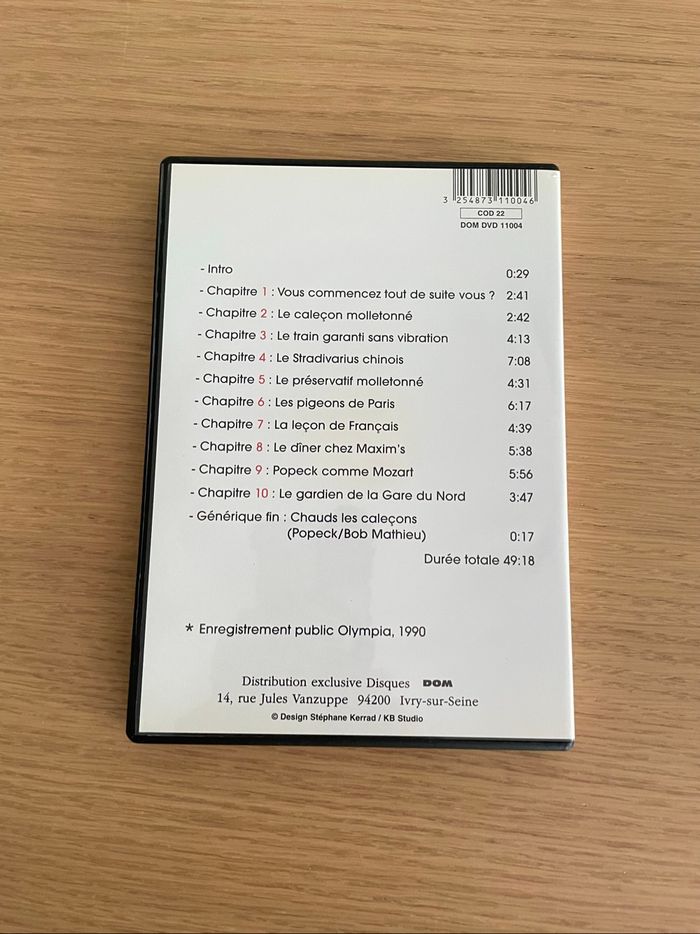 3 254873 110046
COD 22
DOM DVD 11004
- Intro 0:29
- Chapitre 1 : Vous commencez tout de suite vous ? 2:41
- Chapitre 2 : Le caleçon molletonné 2:42
- Chapitre 3 : Le train garanti sans vibration 4:13
- Chapitre 4 : Le Stradivarius chinois 7:08
- Chapitre 5 : Le préservatif molletonné 4:31
- Chapitre 6 : Les pigeons de Paris 6:17
- Chapitre 7 : La leçon de Français 4:39
- Chapitre 8 : Le dîner chez Maxim's 5:38
- Chapitre 9 : Popeck comme Mozart 5:56
- Chapitre 10 : Le gardien de la Gare du Nord 3:47
- Générique fin : Chauds les caleçons
(Popeck/Bob Mathieu) 0:17
Durée totale 49:18
* Enregistrement public Olympia, 1990
Distribution exclusive Disques DOM
14, rue Jules Vanzuppe 94200 Ivry-sur-Seine
© Design Stéphane Kerrad / KB Studio